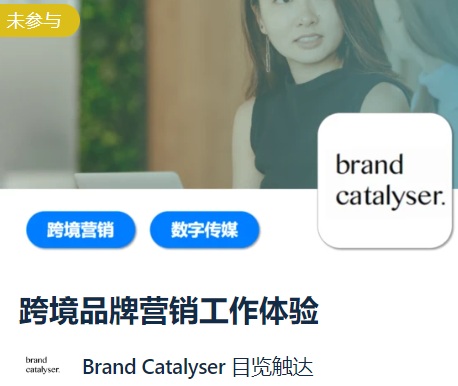 未参与
brand
catalyser.
跨境营销 数字传媒
跨境品牌营销工作体验
brand
catalyser.
Brand Catalyser 目览触达